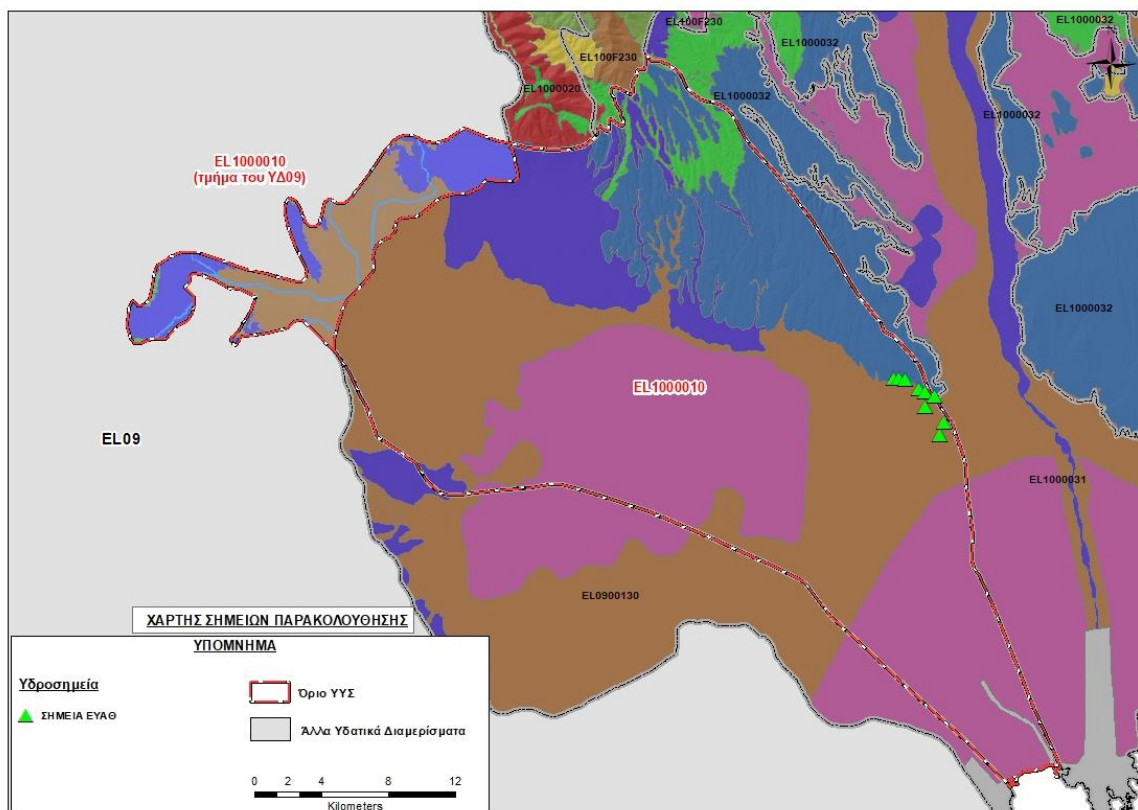 EL100F230
EL1000032
EL100F230
EL1000032
EL1000020
EL1000032
EL1000032
EL1000010
(τμήμα του ΥΔ09)
EL1000032
EL1000010
EL09
EL1000031
EL0900130
ΧΑΡΤΗΣ ΣΗΜΕΙΩΝ ΠΑΡΑΚΟΛΟΥΘΗΣΗΣ
ΥΠΟΜΝΗΜΑ
Υδροσημεία
ΣΗΜΕΙΑ ΕΥΑΘ
Όριο ΥΥΣ
Άλλα Υδατικά Διαμερίσματα
0 2 4 8 12
Kilometers